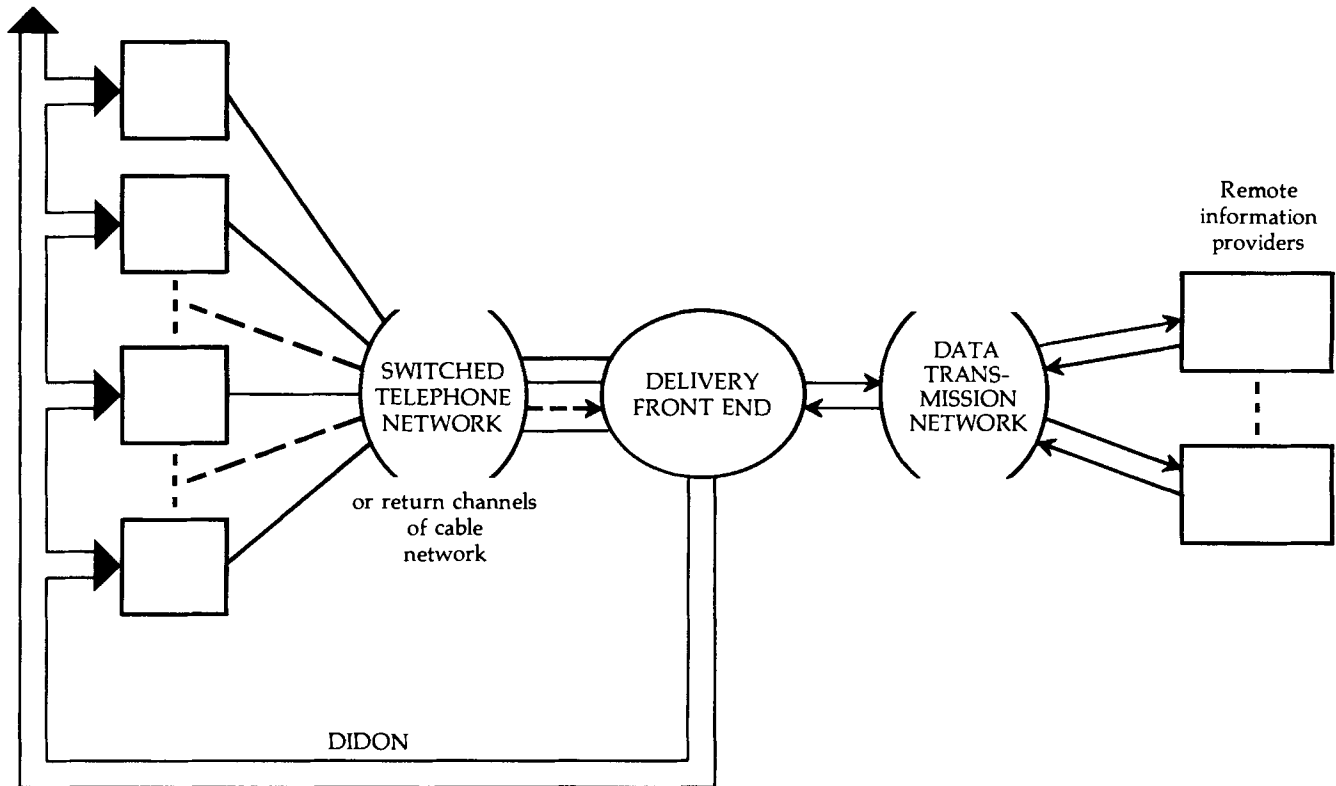 Remote
information
providers
SWITCHED
TELEPHONE
NETWORK
DELIVERY
FRONT END
DATA
TRANS-
MISSION
NETWORK
or return channels
of cable
network
DIDON